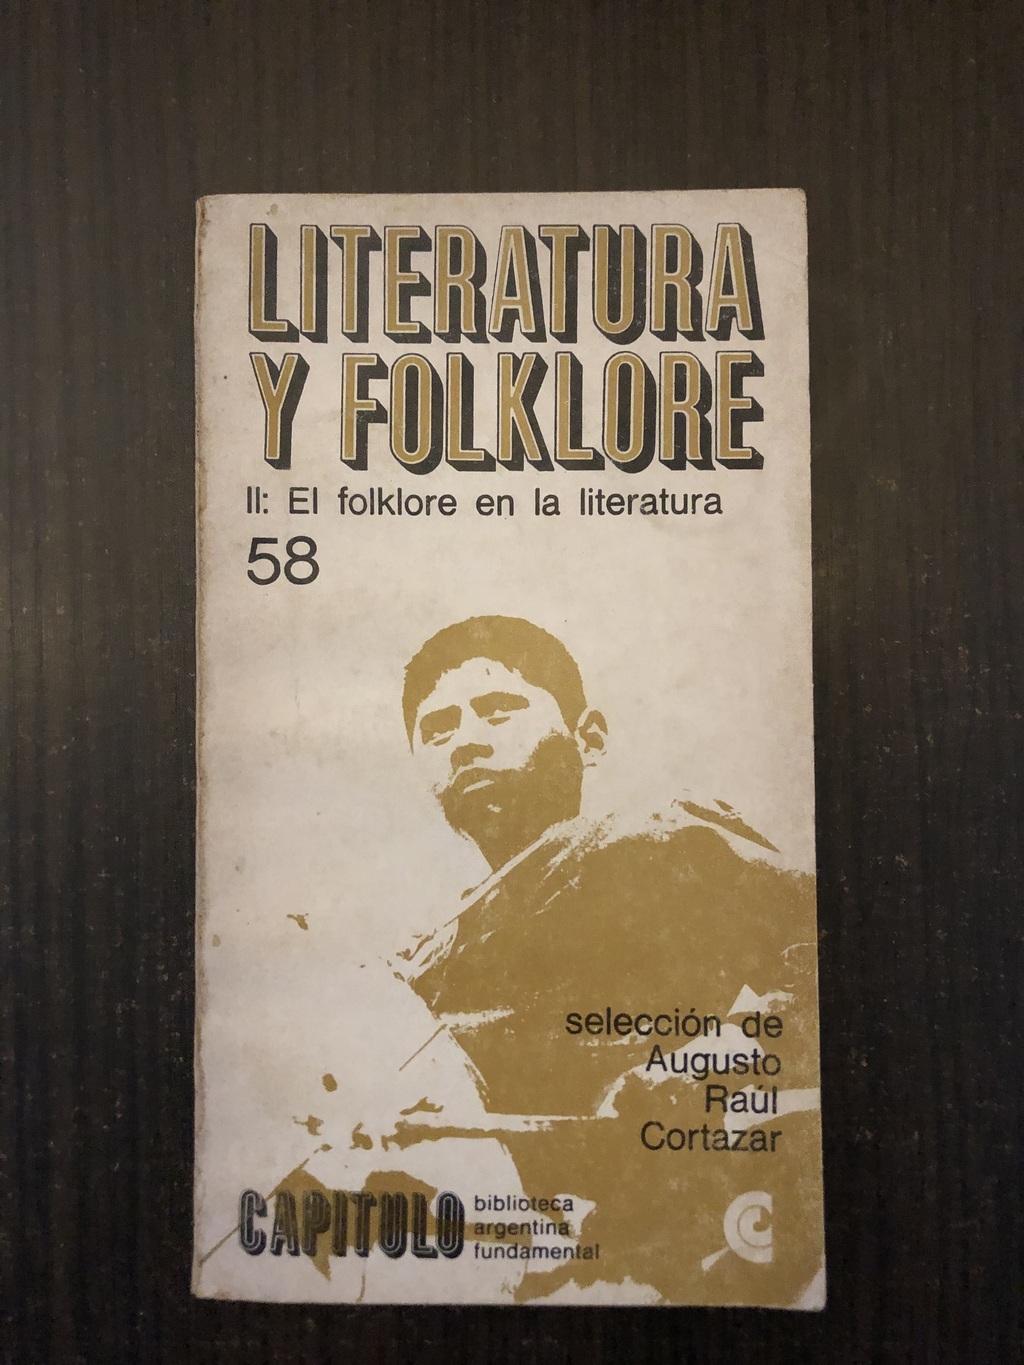 LITERATURA
Y FOLKLORE
II: El folklore en la literatura
58
selección de
Augusto
Raúl
Cortazar
CAPITULO
biblioteca
argentina
fundamental